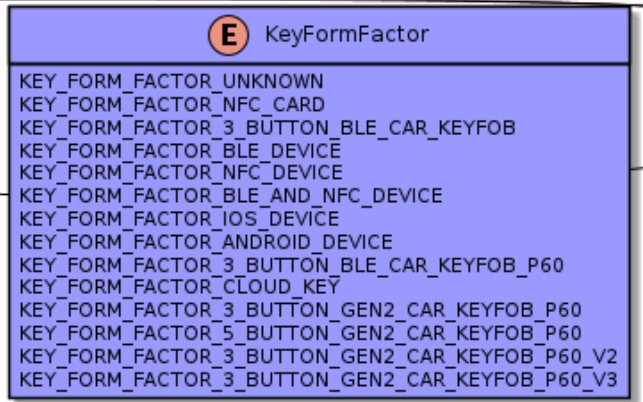 E KeyFormFactor
KEY_FORM_FACTOR_UNKNOWN
KEY_FORM_FACTOR_NFC_CARD
KEY_FORM_FACTOR_3_BUTTON_BLE_CAR_KEYFOB
KEY_FORM_FACTOR_BLE_DEVICE
KEY_FORM_FACTOR_NFC_DEVICE
KEY_FORM_FACTOR_BLE_AND_NFC_DEVICE
KEY_FORM_FACTOR_IOS_DEVICE
KEY_FORM_FACTOR_ANDROID_DEVICE
KEY_FORM_FACTOR_3_BUTTON_BLE_CAR_KEYFOB_P60
KEY_FORM_FACTOR_CLOUD_KEY
KEY_FORM_FACTOR_3_BUTTON_GEN2_CAR_KEYFOB_P60
KEY_FORM_FACTOR_5_BUTTON_GEN2_CAR_KEYFOB_P60
KEY_FORM_FACTOR_3_BUTTON_GEN2_CAR_KEYFOB_P60_V2
KEY_FORM_FACTOR_3_BUTTON_GEN2_CAR_KEYFOB_P60_V3